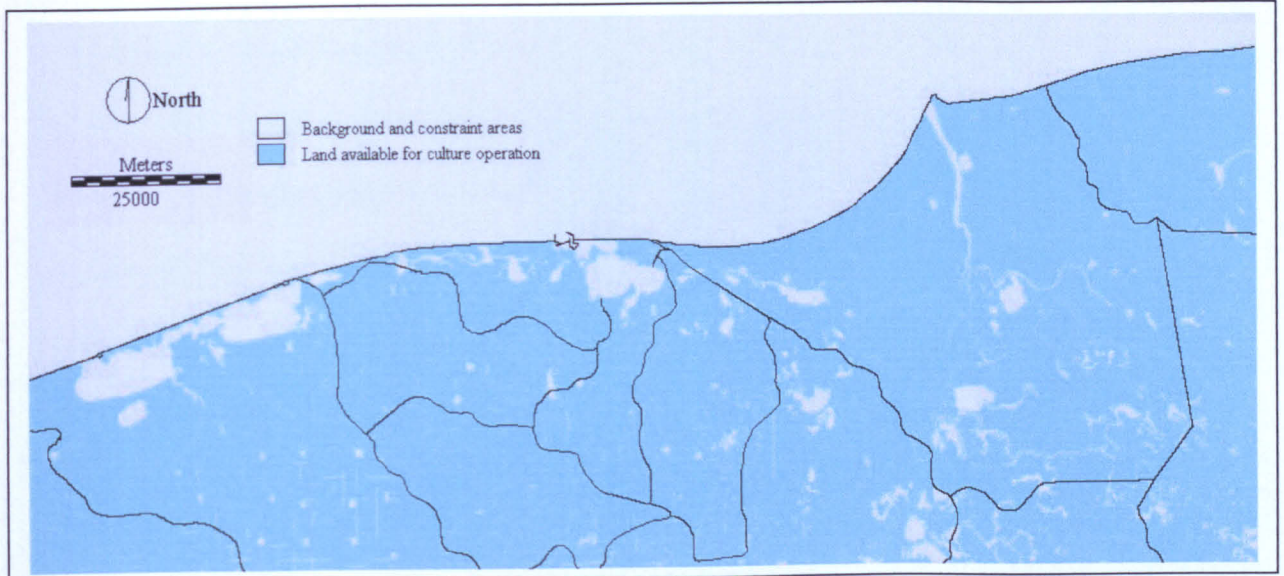 North
Background and constraint areas
Land available for culture operation
Meters
25000